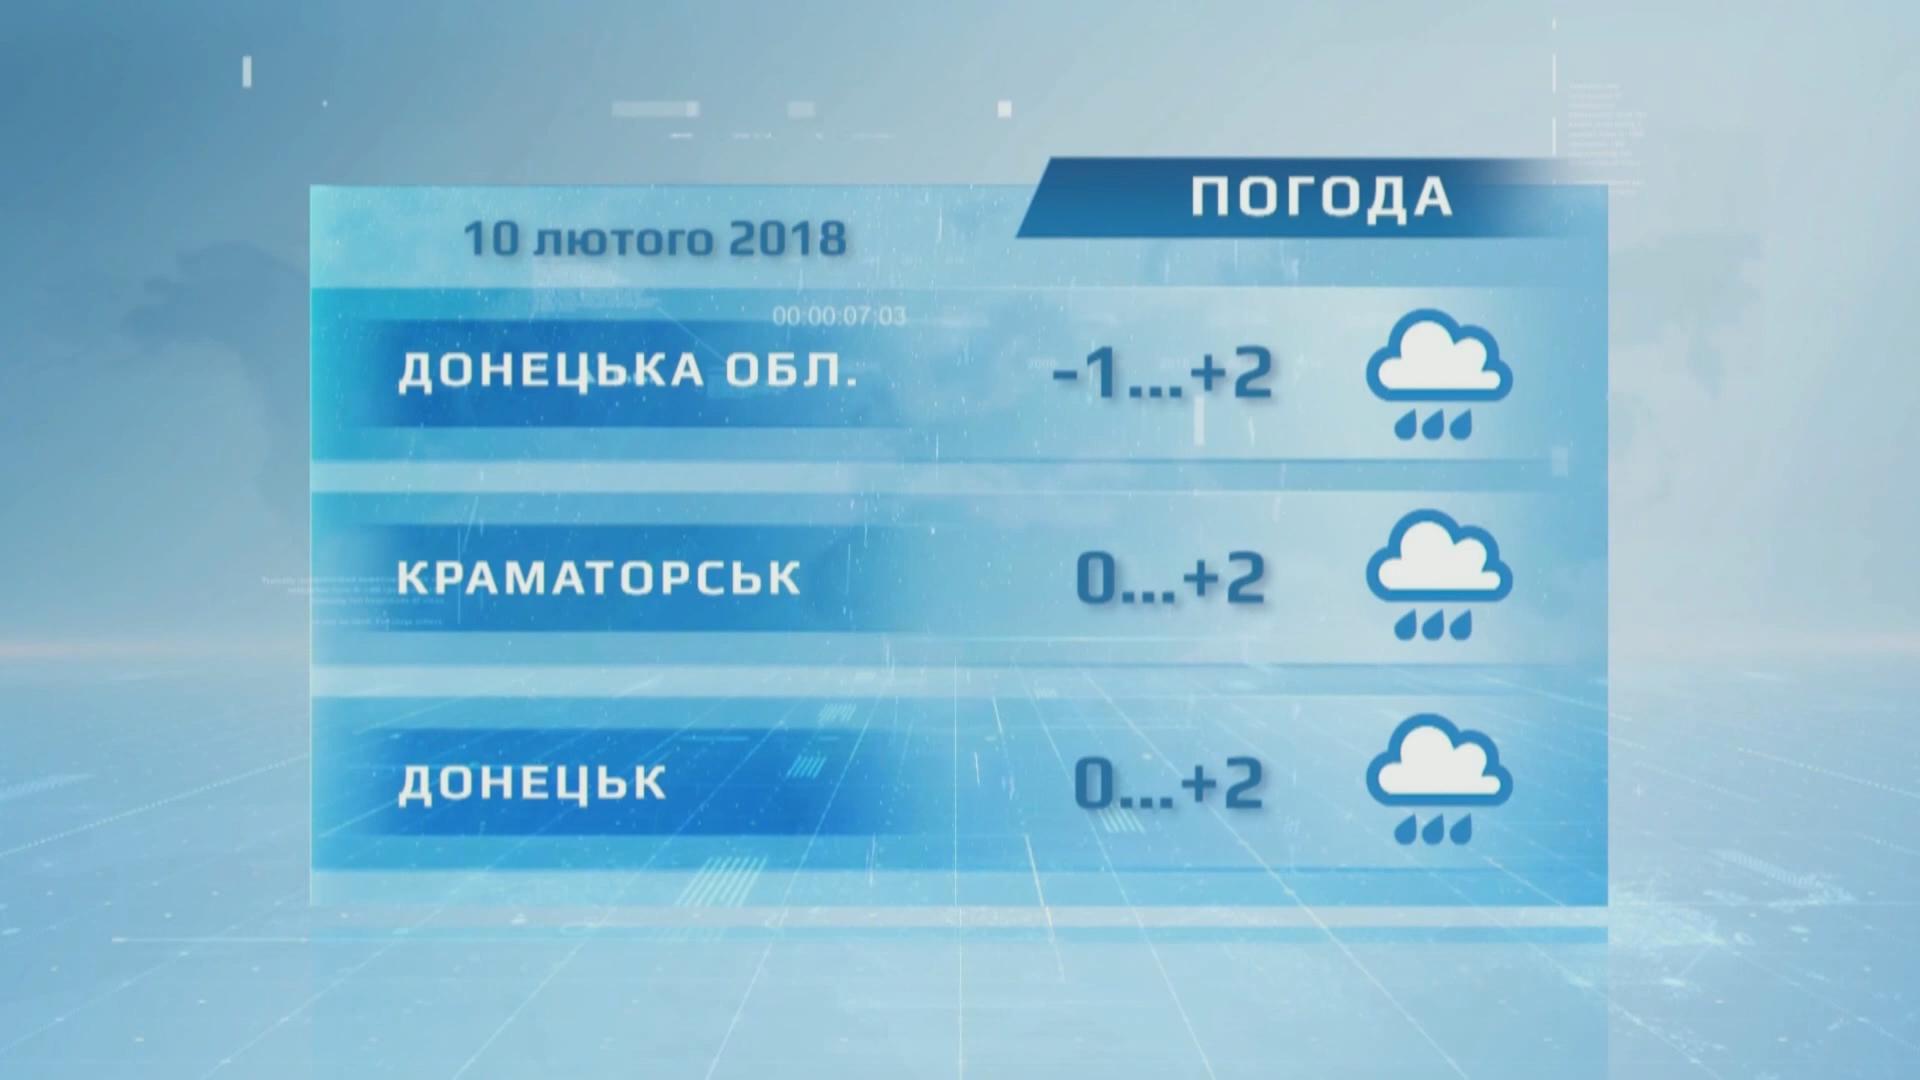 ПОГОДА
10 лютого 2018
00:00:07:03
ДОНЕЦЬКА ОБЛ. -1...+2
КРАМАТОРСЬК 0...+2
ДОНЕЦЬК 0...+2